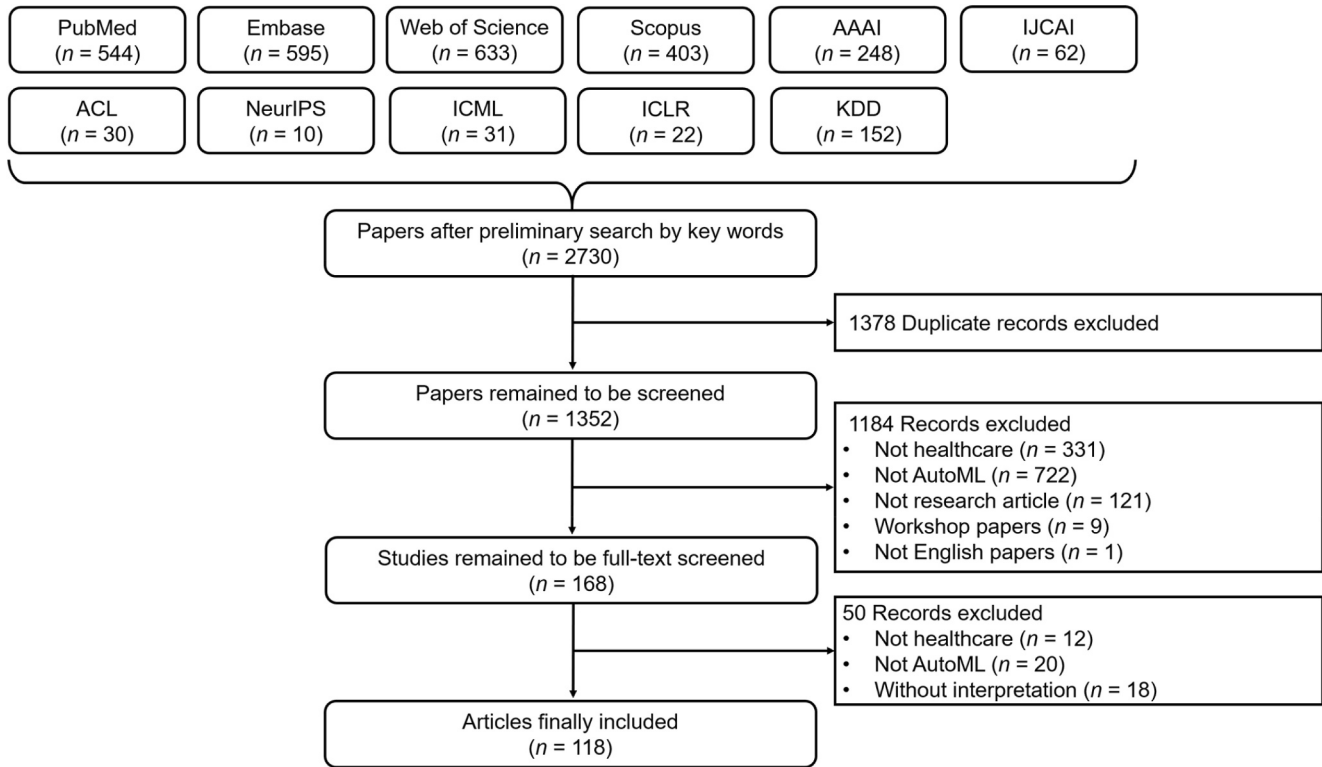 PubMed
(n = 544)
Embase
(n = 595)
Web of Science
(n = 633)
Scopus
(n = 403)
AAAI
(n = 248)
IJCAI
(n = 62)
ACL
(n = 30)
NeurIPS
(n = 10)
ICML
(n = 31)
ICLR
(n = 22)
KDD
(n = 152)
Papers after preliminary search by key words
(n = 2730)
1378 Duplicate records excluded
Papers remained to be screened
(n = 1352)
1184 Records excluded
• Not healthcare (n = 331)
• Not AutoML (n = 722)
• Not research article (n = 121)
• Workshop papers (n = 9)
• Not English papers (n = 1)
Studies remained to be full-text screened
(n = 168)
50 Records excluded
• Not healthcare (n = 12)
• Not AutoML (n = 20)
• Without interpretation (n = 18)
Articles finally included
(n = 118)